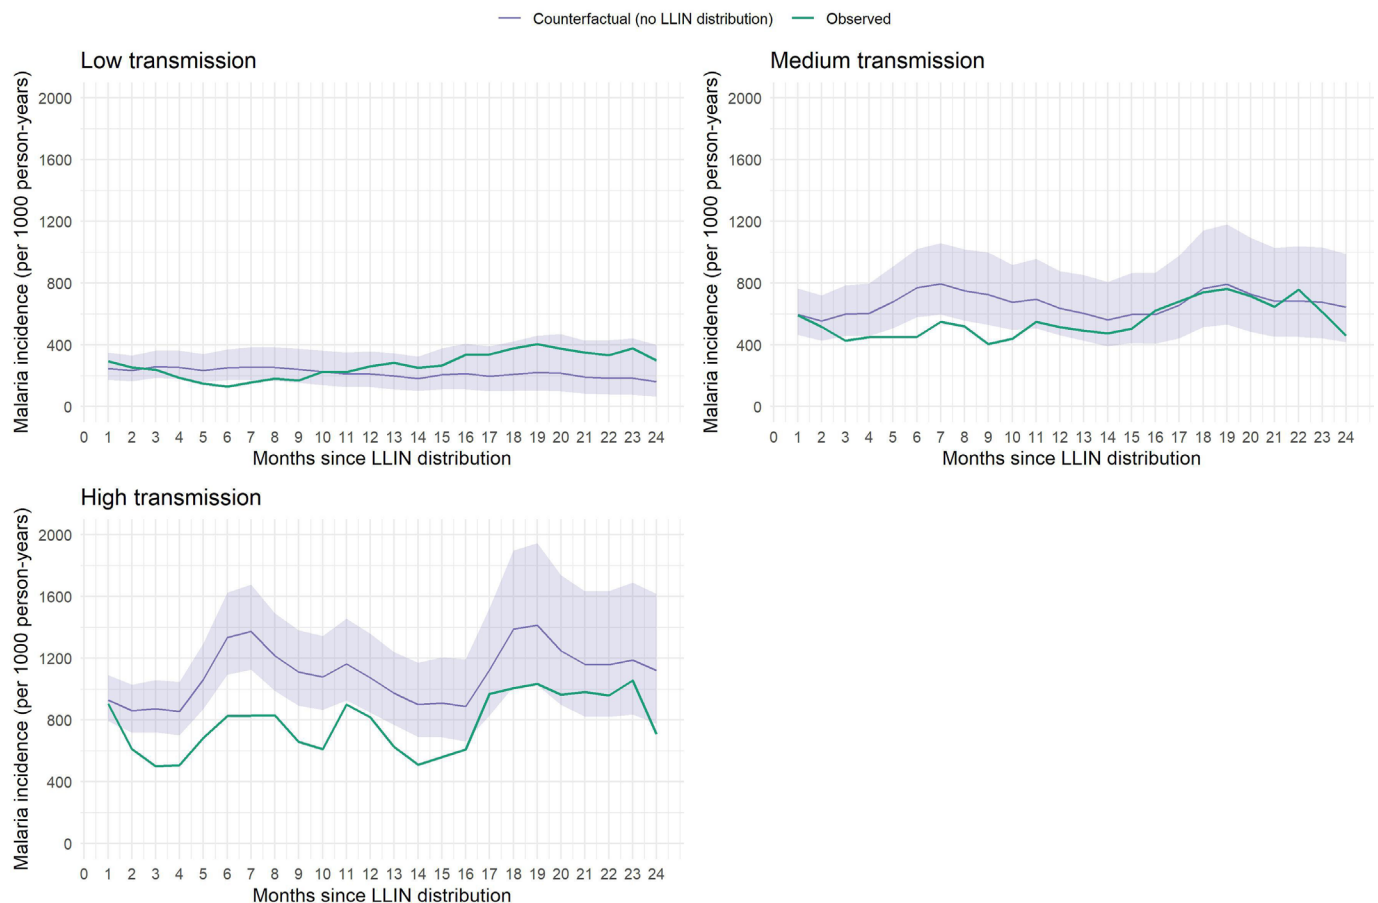 Counterfactual (no LLIN distribution) Observed
Low transmission
Malaria incidence (per 1000 person-years)
2000
1600
1200
800
400
0
0 1 2 3 4 5 6 7 8 9 10 11 12 13 14 15 16 17 18 19 20 21 22 23 24
Months since LLIN distribution
Medium transmission
Malaria incidence (per 1000 person-years)
2000
1600
1200
800
400
0
0 1 2 3 4 5 6 7 8 9 10 11 12 13 14 15 16 17 18 19 20 21 22 23 24
Months since LLIN distribution
High transmission
Malaria incidence (per 1000 person-years)
2000
1600
1200
800
400
0
0 1 2 3 4 5 6 7 8 9 10 11 12 13 14 15 16 17 18 19 20 21 22 23 24
Months since LLIN distribution